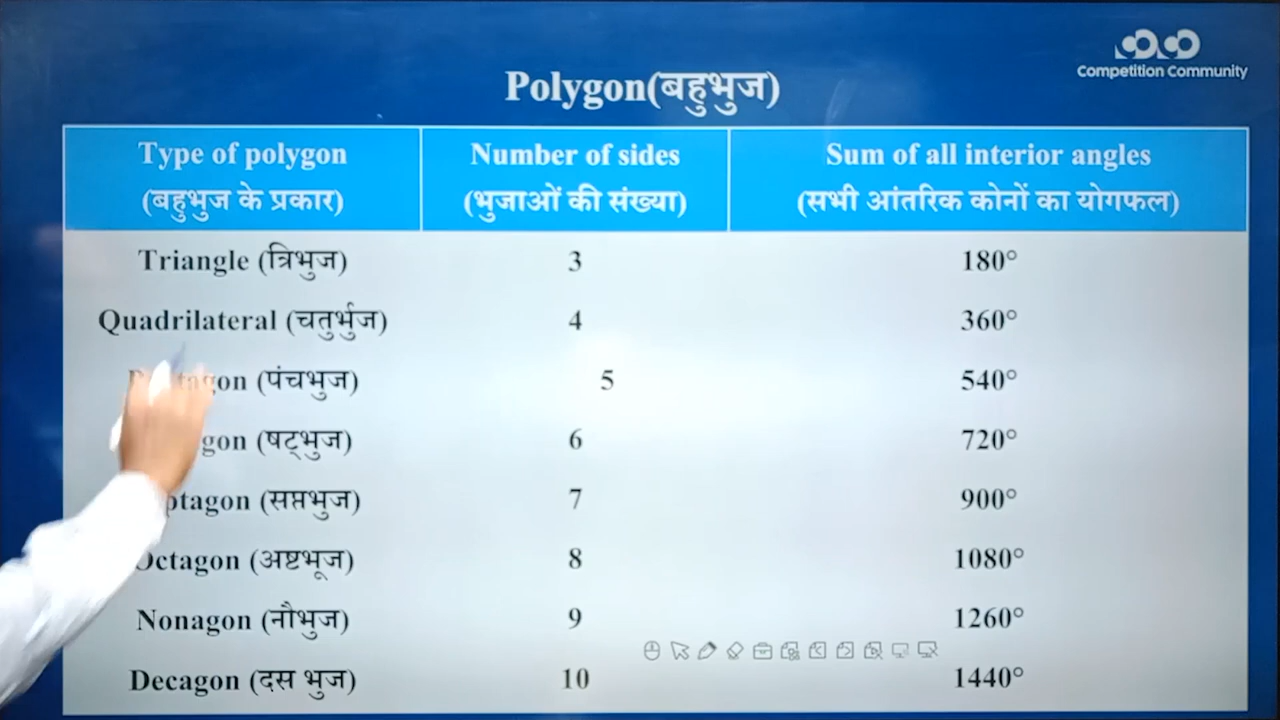 Competition Community
Polygon(बहुभुज)
Type of polygon
(बहुभुज के प्रकार)
Number of sides
(भुजाओं की संख्या)
Sum of all interior angles
(सभी आंतरिक कोनों का योगफल)
Triangle (त्रिभुज) 3 180°
Quadrilateral (चतुर्भुज) 4 360°
(पंचभुज) 5 540°
(षट्भुज) 6 720°
(सप्तभुज) 7 900°
Octagon (अष्टभूज) 8 1080°
Nonagon (नौभुज) 9 1260°
Decagon (दस भुज) 10 1440°